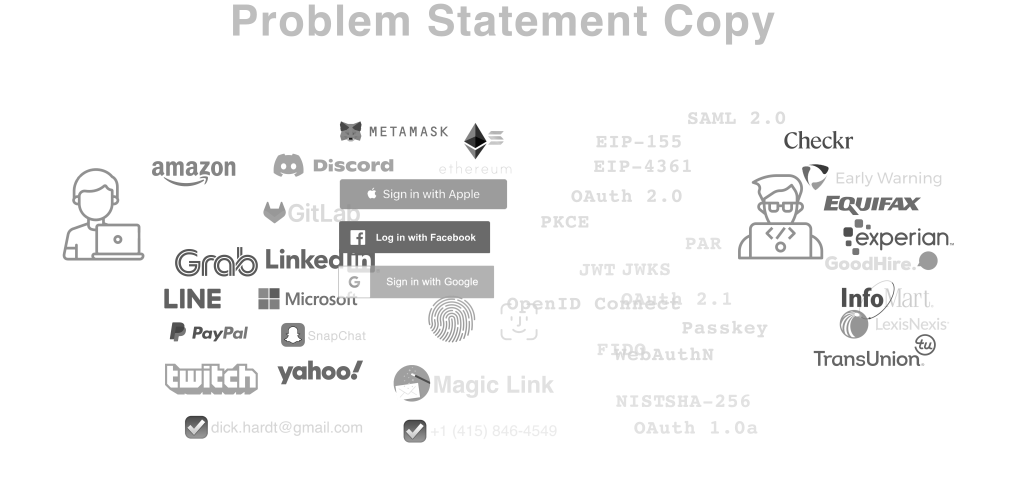 Problem Statement Copy
SAML 2.0
METAMASK
EIP-155
Checkr
amazon
Discord
ethereum
EIP-4361
Early Warning
Sign in with Apple
OAuth 2.0
EQUIFAX
GitLab
PKCE
Log in with Facebook
PAR
experian.
Grab
LinkedIn
JWT JWKS
GoodHire.
Sign in with Google
LINE
Microsoft
OpenID Connect
OAuth 2.1
InfoMart.
PayPal
SnapChat
Passkey
LexisNexis
FIDO
WebAuthN
tu
TransUnion
twitch
yahoo!
Magic Link
NISTSHA-256
dick.hardt@gmail.com
+1 (415) 846-4549
OAuth 1.0a